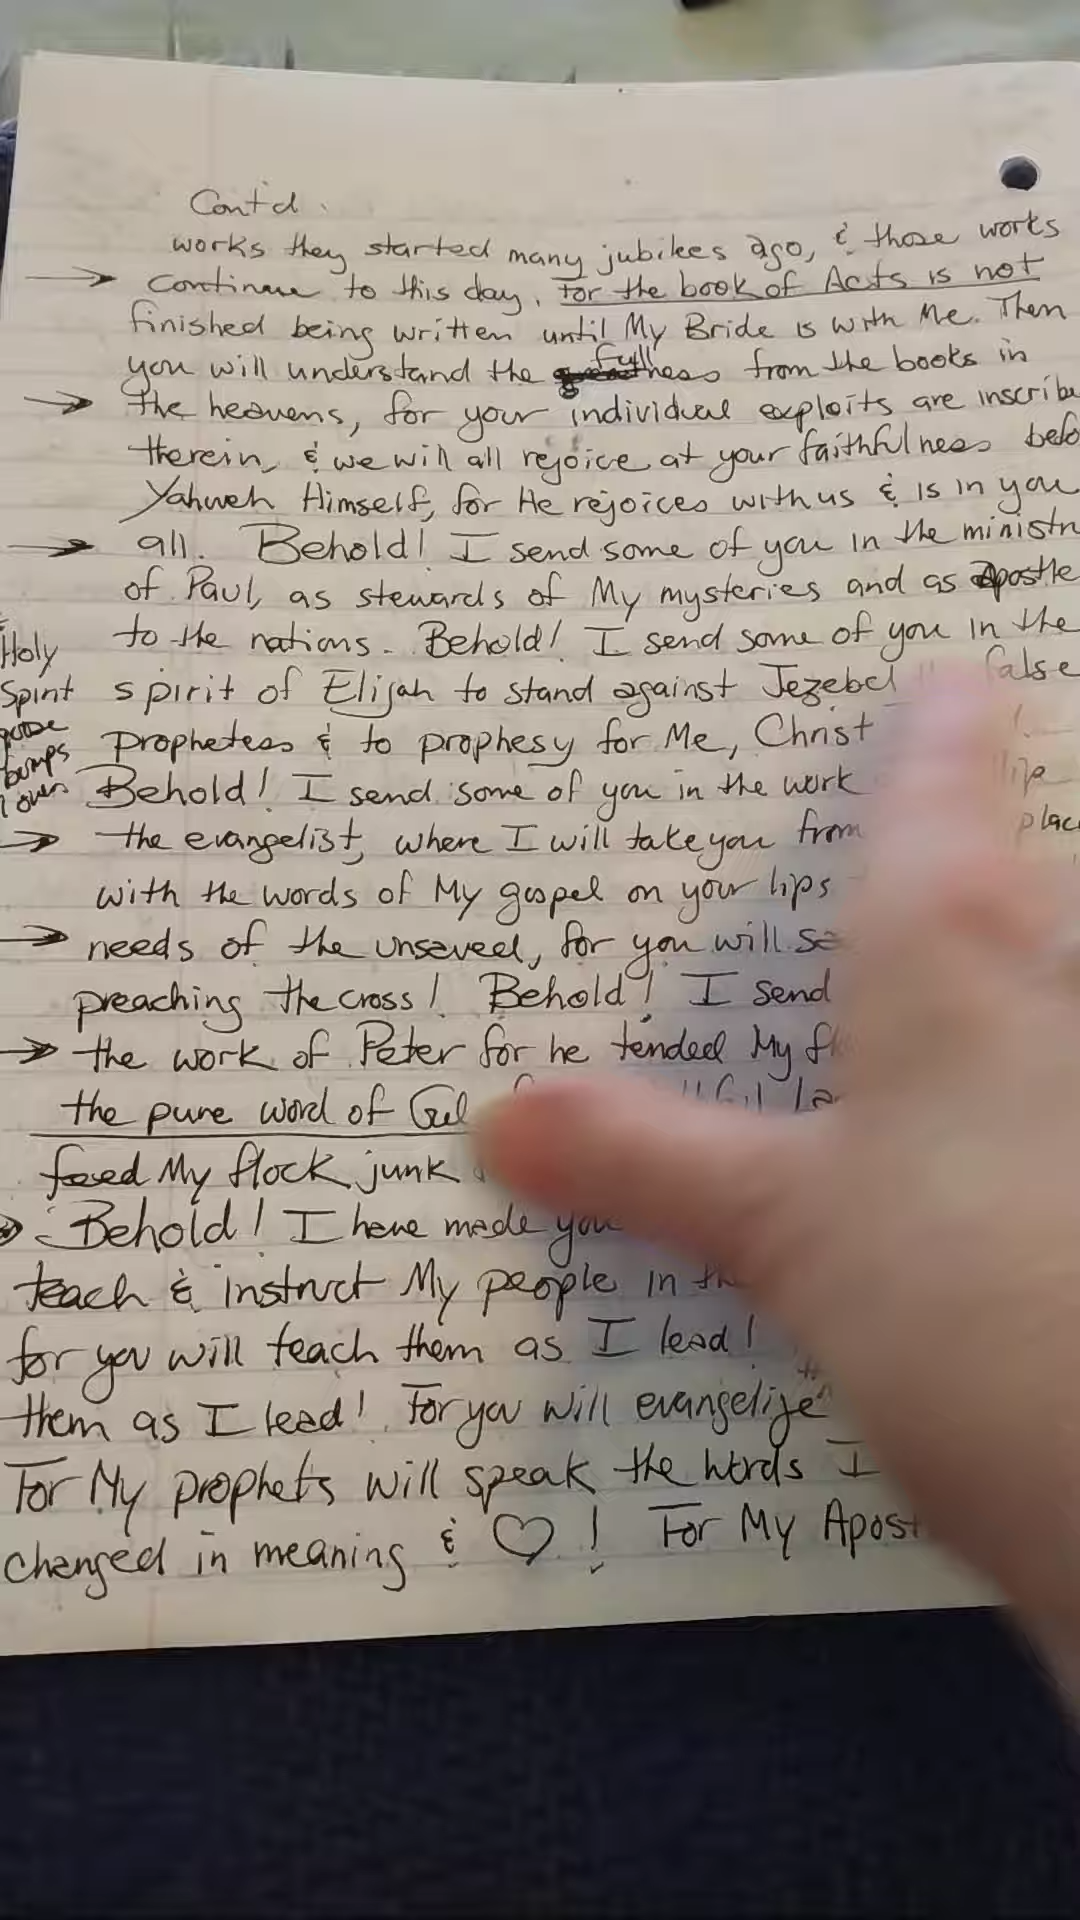 Cont'd.
works they started many jubilees ago, & those works
continue to this day. For the book of Acts is not
finished being written until My Bride is with Me. Then
you will understand the fullness from the books in
the heavens, for your individual exploits are inscribe
therein, & we will all rejoice at your faithfulness befo
Yahweh Himself, for He rejoices with us & is in you
all. Behold! I send some of you in the ministr
of Paul, as stewards of My mysteries and as Apostle
to the nations. Behold! I send some of you in the
Holy
Spirit
goose
bumps
spirit of Elijah to stand against Jezebel false
prophetess & to prophesy for Me, Christ
Behold! I send some of you in the work
the evangelist, where I will take you from place
with the words of My gospel on your lips
needs of the unsaved, for you will
preaching the cross! Behold! I send
the work of Peter for he tended My
the pure word of
feed My flock junk
Behold! I have made you
teach & instruct My people in
for you will teach them as I lead!
them as I lead! For you will evangelize
For My prophets will speak the words I
changed in meaning & ♡! For My